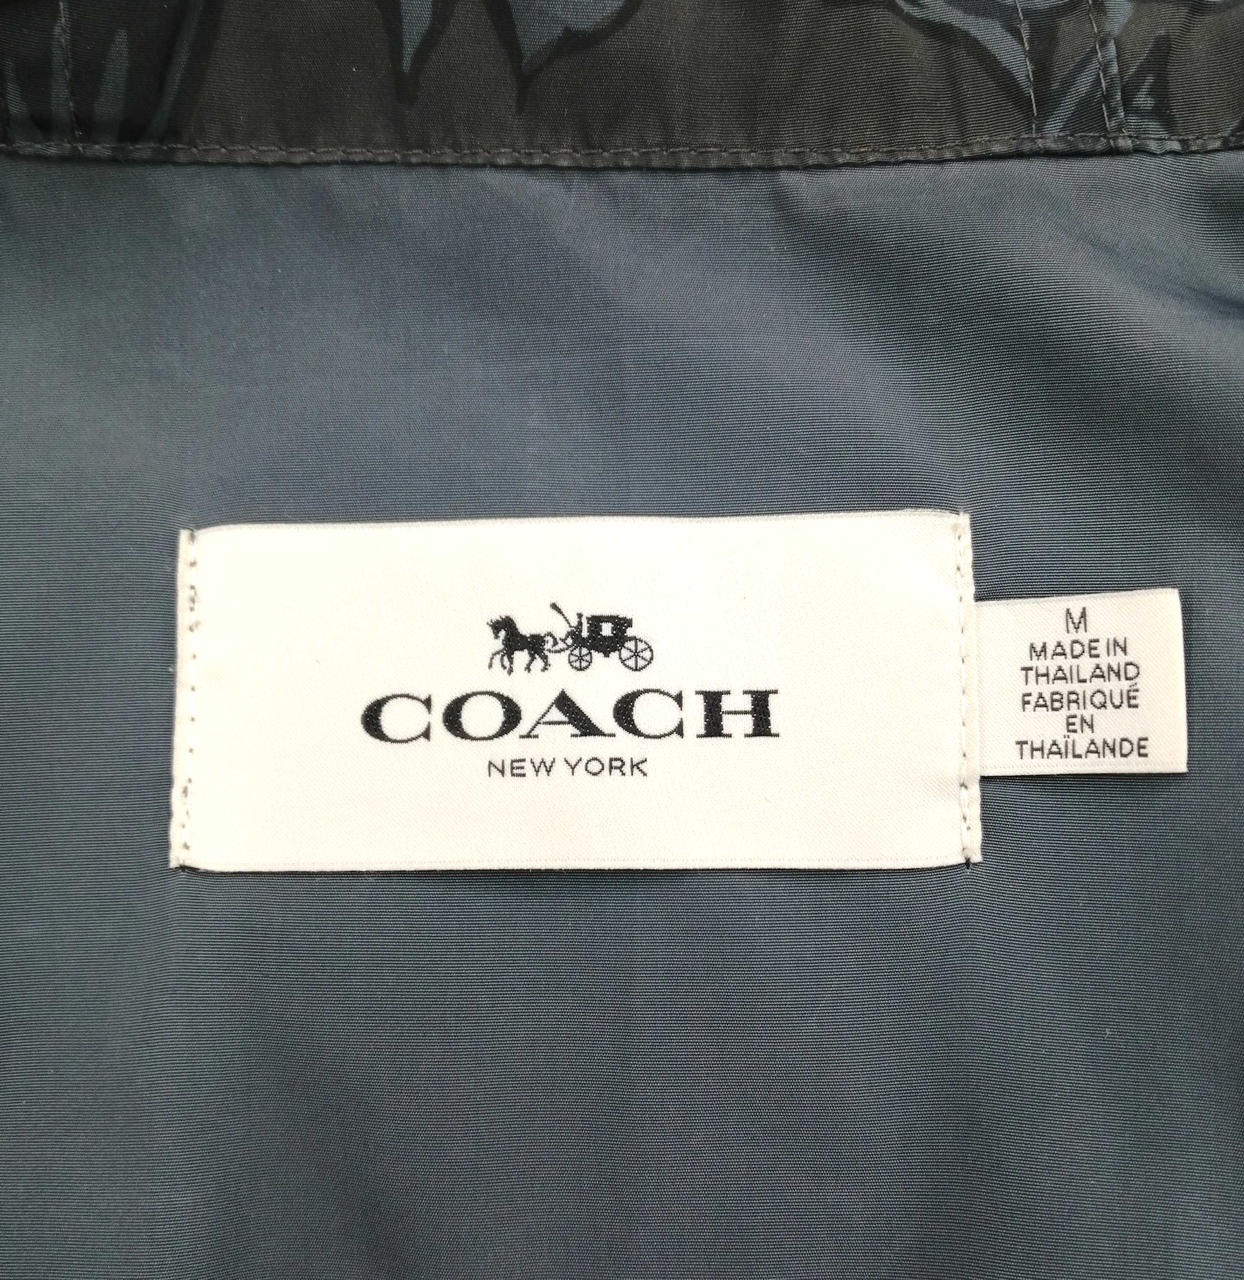 COACH
NEW YORK
M
MADE IN
THAILAND
FABRIQUÉ
EN
THAÏLANDE